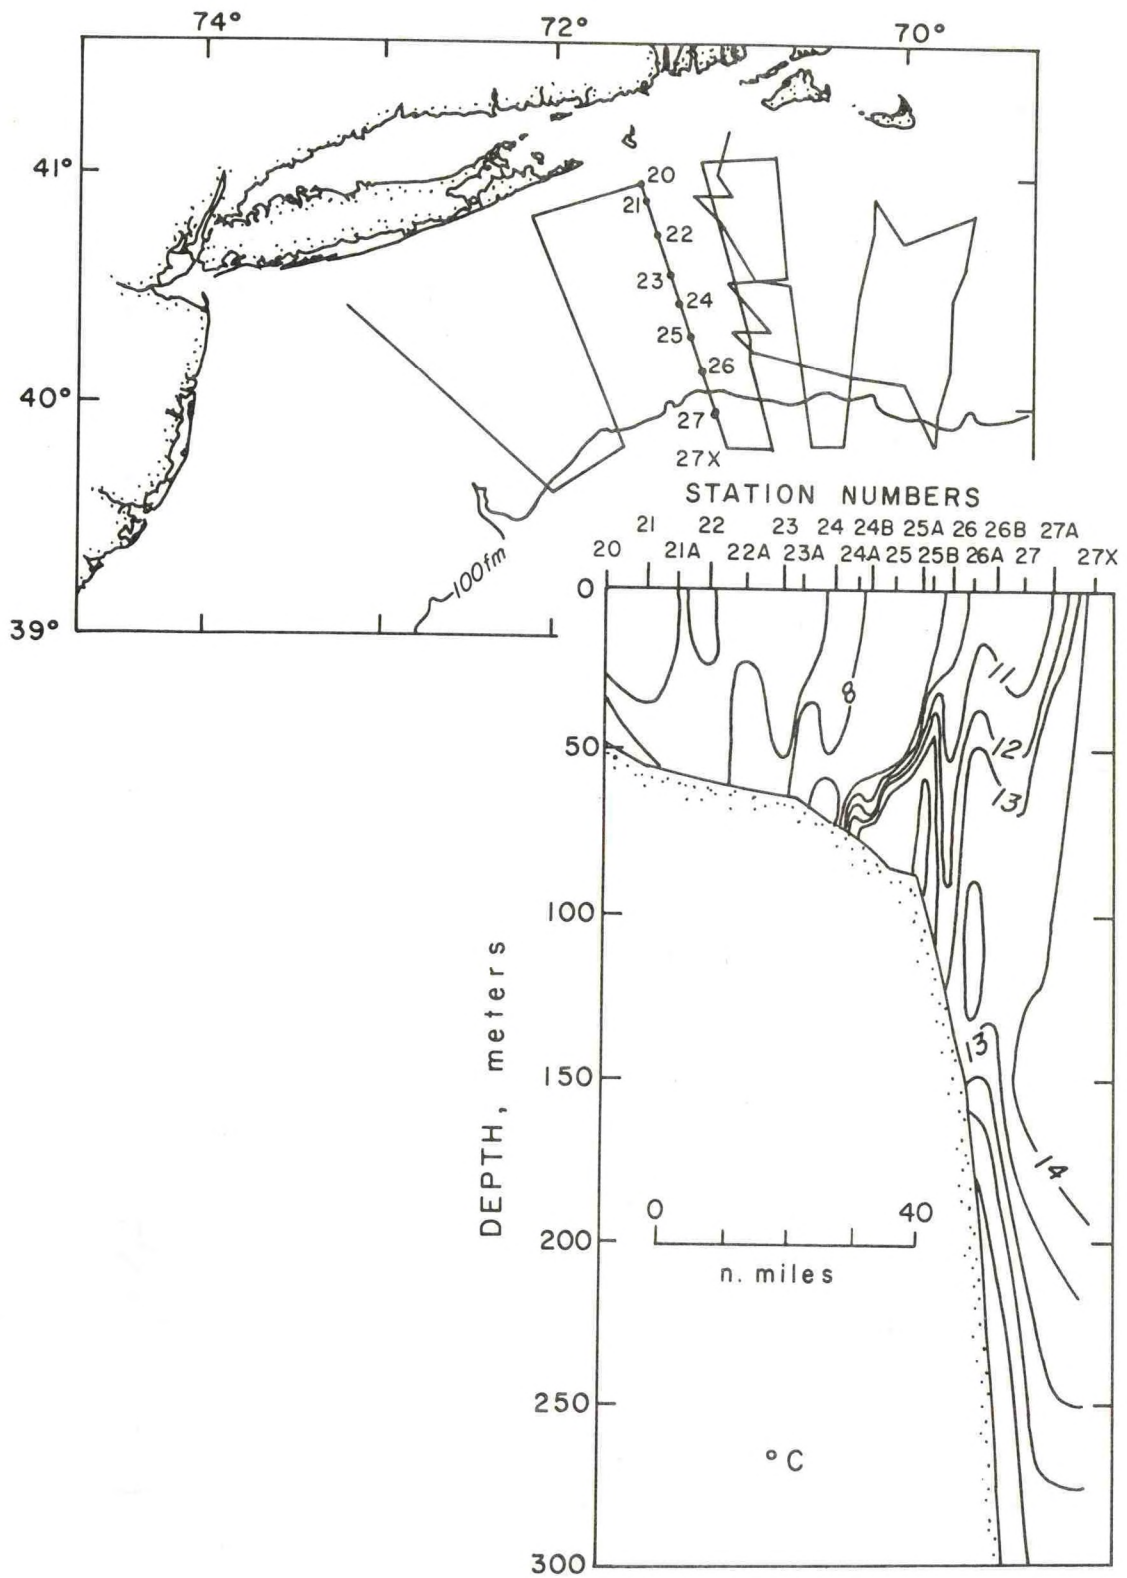 74° 72° 70°
41°
40°
39°
20
21
22
23
24
25
26
27
27X
100fm
STATION NUMBERS
21 22 23 24 24B 25A 26 26B 27A
20 21A 22A 23A 24A 25 25B 26A 27 27X
0
50
100
150
200
250
300
DEPTH, meters
8
11
12
13
13
14
0 40
n. miles
°C